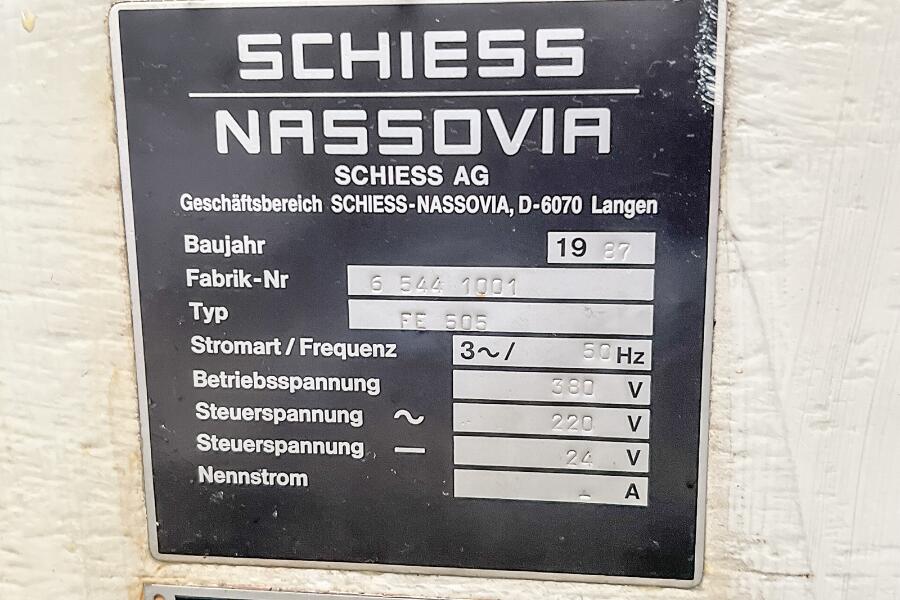 SCHIESS
NASSOVIA
SCHIESS AG
Geschäftsbereich SCHIESS-NASSOVIA, D-6070 Langen
Baujahr 19 87
Fabrik-Nr 6 544 1001
Typ FE 505
Stromart / Frequenz 3~/ 50 Hz
Betriebsspannung 380 V
Steuerspannung ~ 220 V
Steuerspannung — 24 V
Nennstrom – A